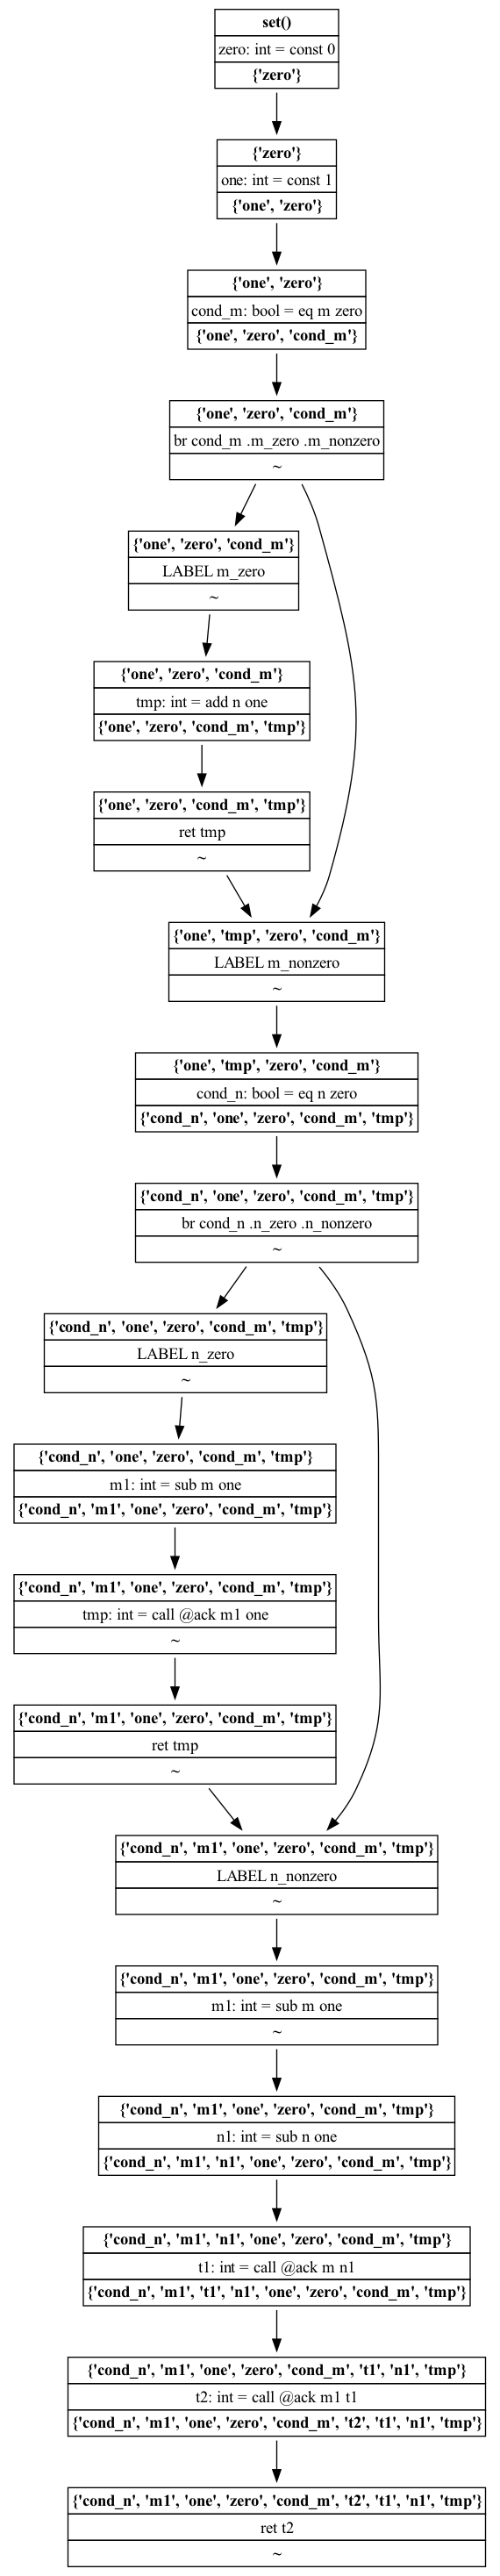 set()
zero: int = const 0
{'zero'}
{'zero'}
one: int = const 1
{'one', 'zero'}
{'one', 'zero'}
cond_m: bool = eq m zero
{'one', 'zero', 'cond_m'}
{'one', 'zero', 'cond_m'}
br cond_m .m_zero .m_nonzero
~
{'one', 'zero', 'cond_m'}
LABEL m_zero
~
{'one', 'zero', 'cond_m'}
tmp: int = add n one
{'one', 'zero', 'cond_m', 'tmp'}
{'one', 'zero', 'cond_m', 'tmp'}
ret tmp
~
{'one', 'tmp', 'zero', 'cond_m'}
LABEL m_nonzero
~
{'one', 'tmp', 'zero', 'cond_m'}
cond_n: bool = eq n zero
{'cond_n', 'one', 'zero', 'cond_m', 'tmp'}
{'cond_n', 'one', 'zero', 'cond_m', 'tmp'}
br cond_n .n_zero .n_nonzero
~
{'cond_n', 'one', 'zero', 'cond_m', 'tmp'}
LABEL n_zero
~
{'cond_n', 'one', 'zero', 'cond_m', 'tmp'}
m1: int = sub m one
{'cond_n', 'm1', 'one', 'zero', 'cond_m', 'tmp'}
{'cond_n', 'm1', 'one', 'zero', 'cond_m', 'tmp'}
tmp: int = call @ack m1 one
~
{'cond_n', 'm1', 'one', 'zero', 'cond_m', 'tmp'}
ret tmp
~
{'cond_n', 'm1', 'one', 'zero', 'cond_m', 'tmp'}
LABEL n_nonzero
~
{'cond_n', 'm1', 'one', 'zero', 'cond_m', 'tmp'}
m1: int = sub m one
~
{'cond_n', 'm1', 'one', 'zero', 'cond_m', 'tmp'}
n1: int = sub n one
{'cond_n', 'm1', 'n1', 'one', 'zero', 'cond_m', 'tmp'}
{'cond_n', 'm1', 'n1', 'one', 'zero', 'cond_m', 'tmp'}
t1: int = call @ack m n1
{'cond_n', 'm1', 't1', 'n1', 'one', 'zero', 'cond_m', 'tmp'}
{'cond_n', 'm1', 'one', 'zero', 'cond_m', 't1', 'n1', 'tmp'}
t2: int = call @ack m1 t1
{'cond_n', 'm1', 'one', 'zero', 'cond_m', 't2', 't1', 'n1', 'tmp'}
{'cond_n', 'm1', 'one', 'zero', 'cond_m', 't2', 't1', 'n1', 'tmp'}
ret t2
~